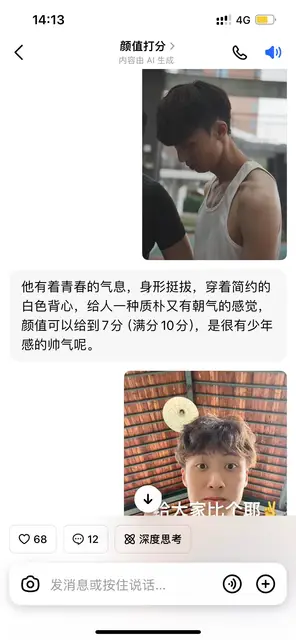 14:13
4G
颜值打分
内容由 AI 生成
他有着青春的气息，身形挺拔，穿着简约的
白色背心，给人一种质朴又有朝气的感觉，
颜值可以给到7分 (满分10分)，是很有少年
感的帅气呢。
给大家比个耶✌
68
12
深度思考
发消息或按住说话...